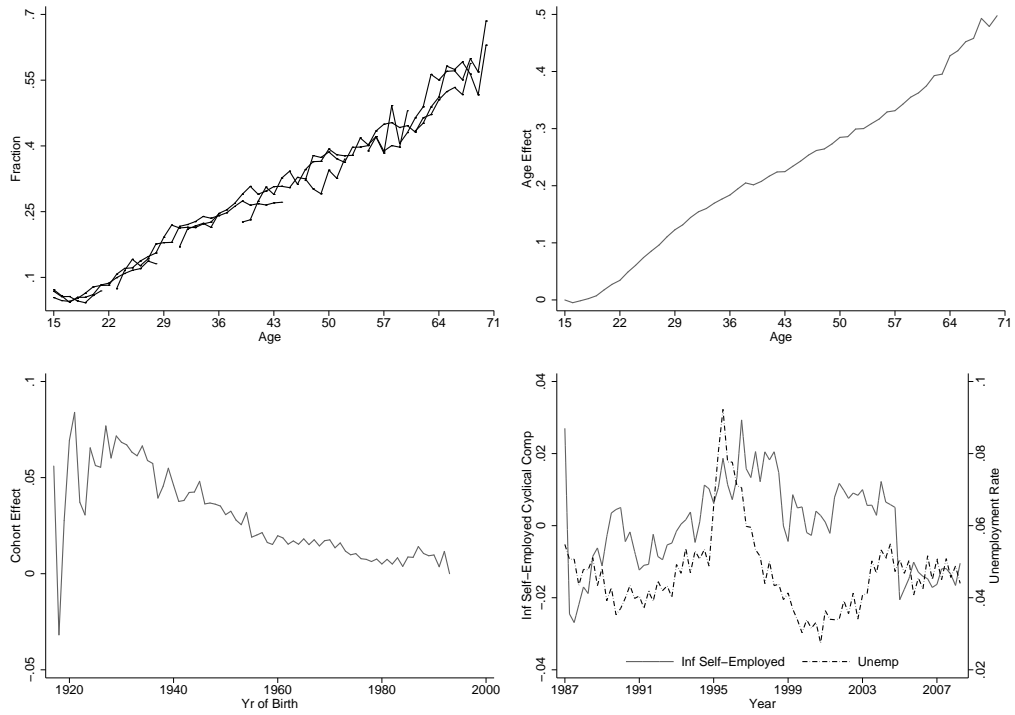 .7
.55
.4
.25
.1
Fraction
15 22 29 36 43 50 57 64 71
Age
.5
.4
.3
.2
.1
0
Age Effect
15 22 29 36 43 50 57 64 71
Age
.1
.05
0
−.05
Cohort Effect
1920 1940 1960 1980 2000
Yr of Birth
.04
.02
0
−.02
−.04
Inf Self−Employed Cyclical Comp
.1
.08
.06
.04
.02
Unemployment Rate
Inf Self−Employed Unemp
1987 1991 1995 1999 2003 2007
Year